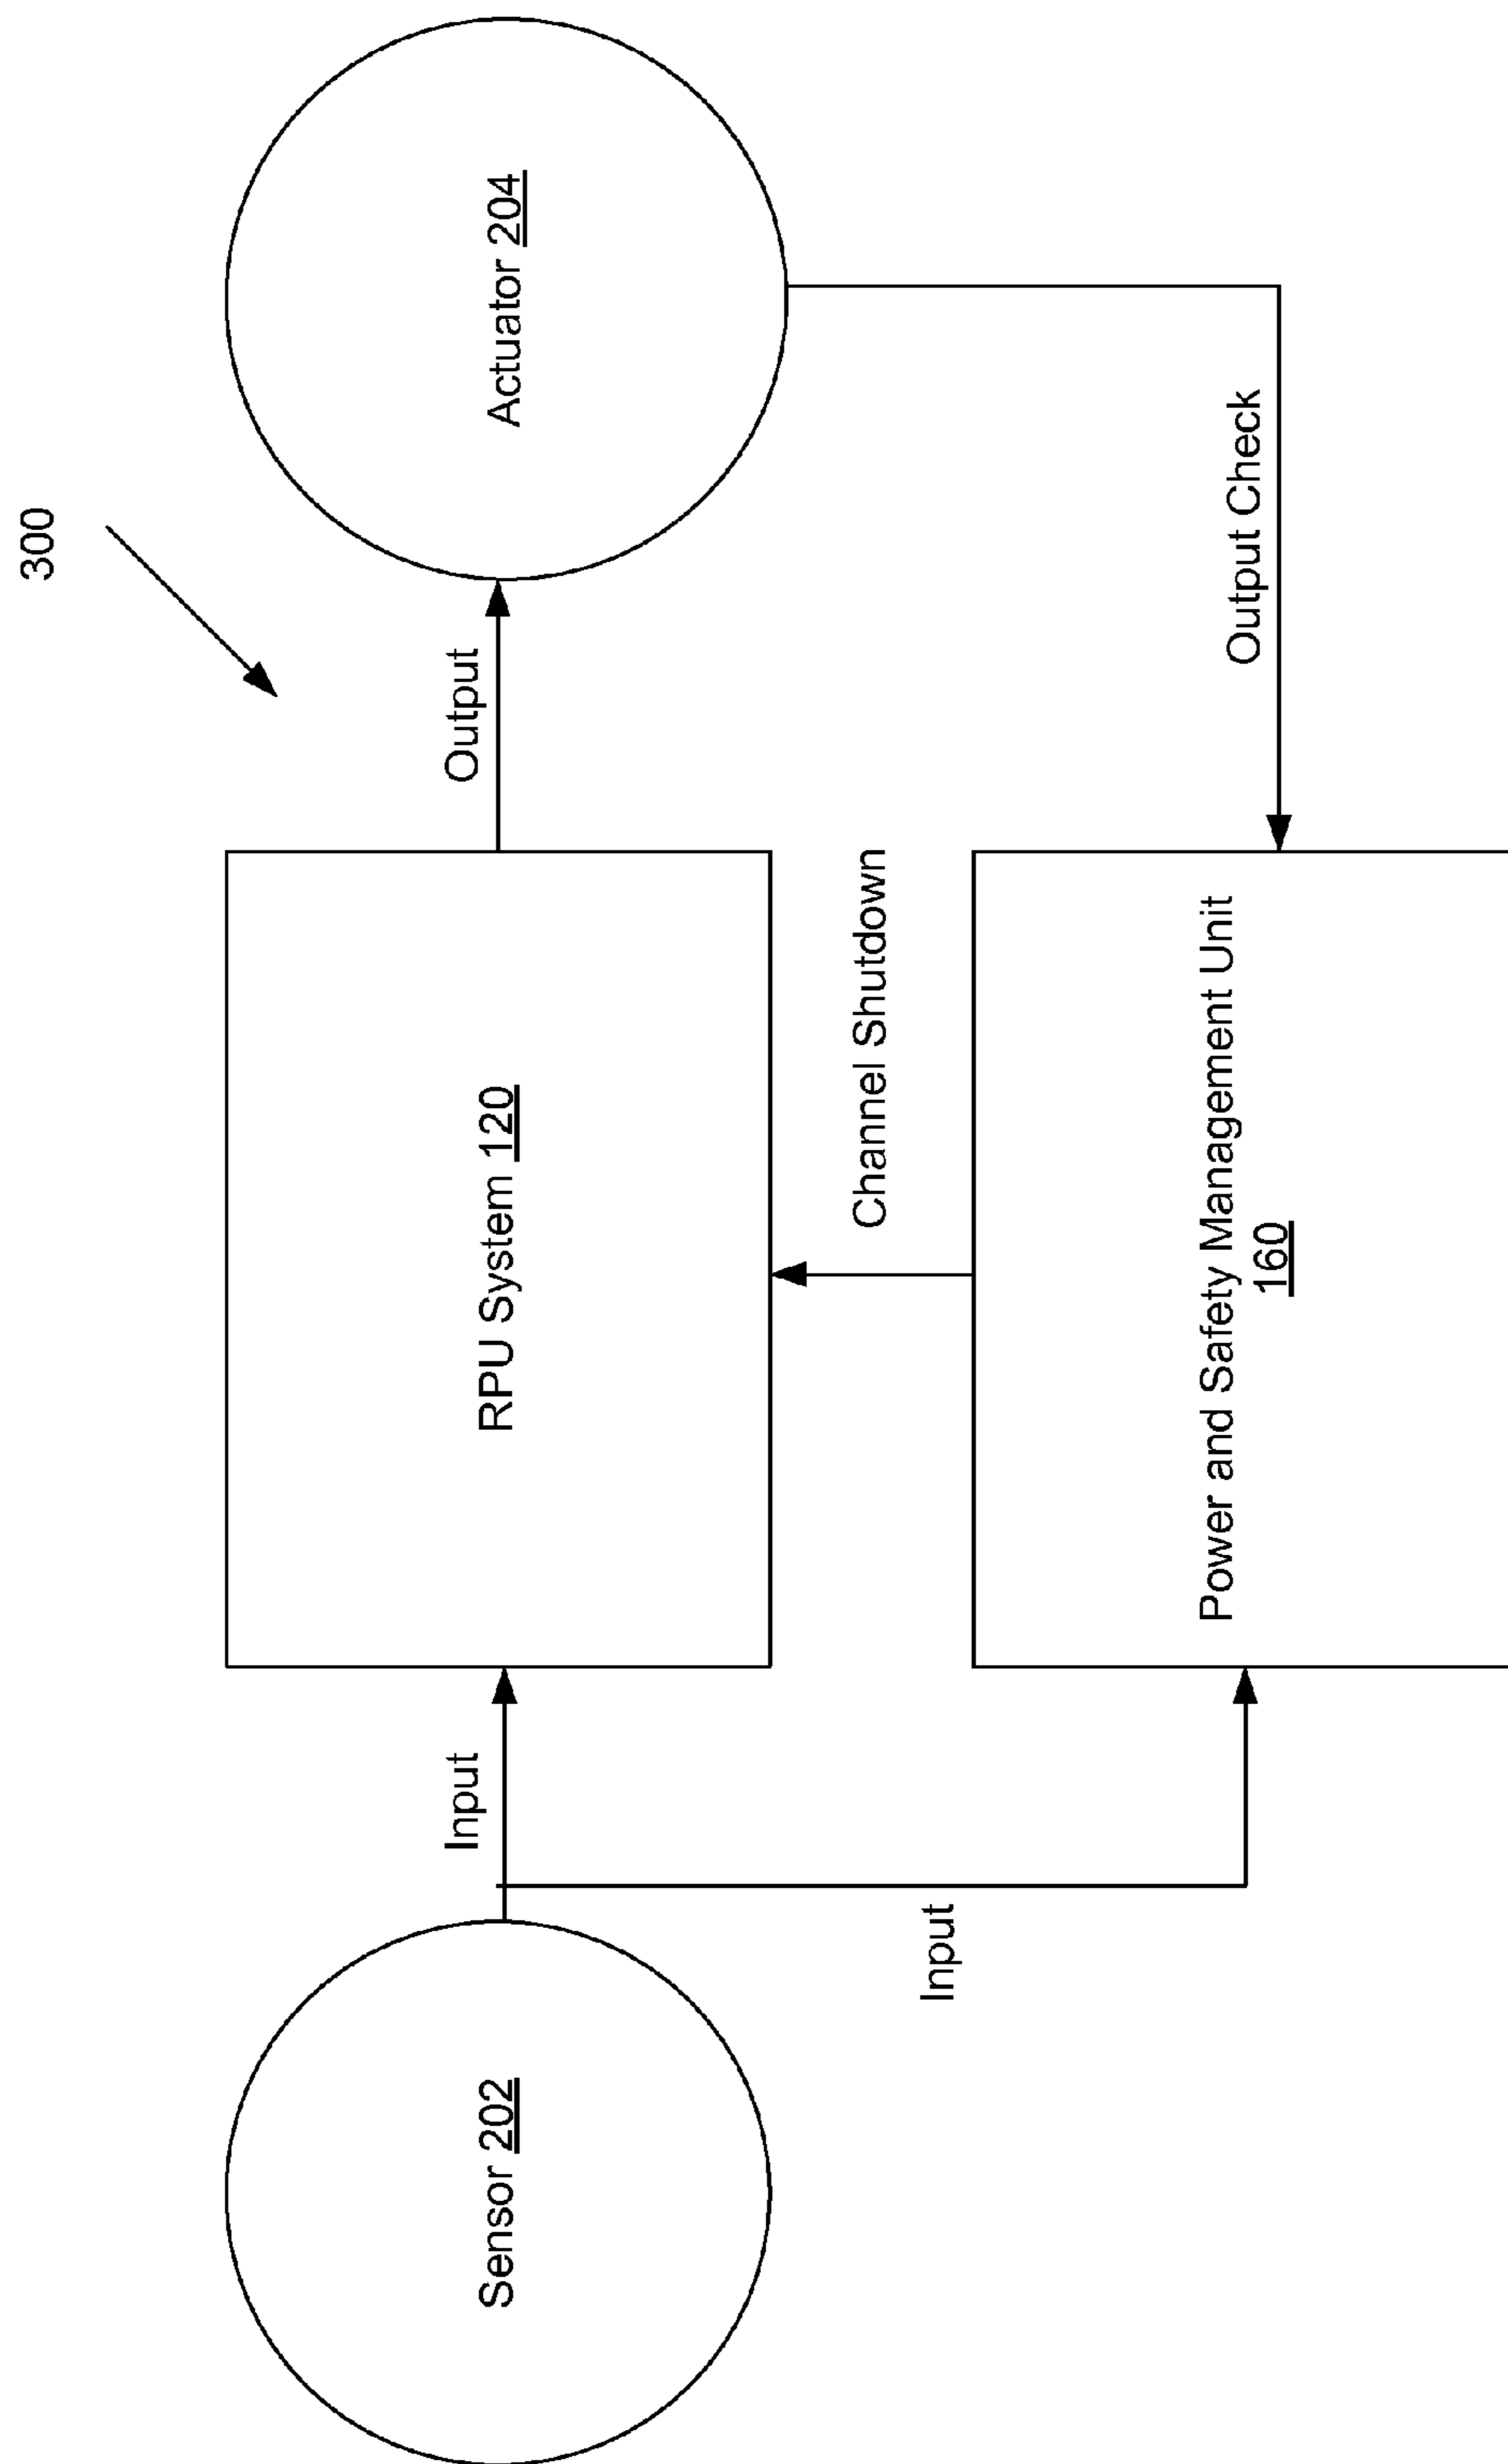 300
Sensor 202
Input
RPU System 120
Output
Actuator 204
Input
Channel Shutdown
Output Check
Power and Safety Management Unit
160